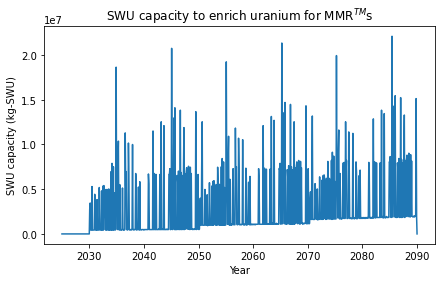 SWU capacity to enrich uranium for MMR^{TM}s
1e7
2.0
1.5
1.0
0.5
0.0
SWU capacity (kg-SWU)
2030 2040 2050 2060 2070 2080 2090
Year